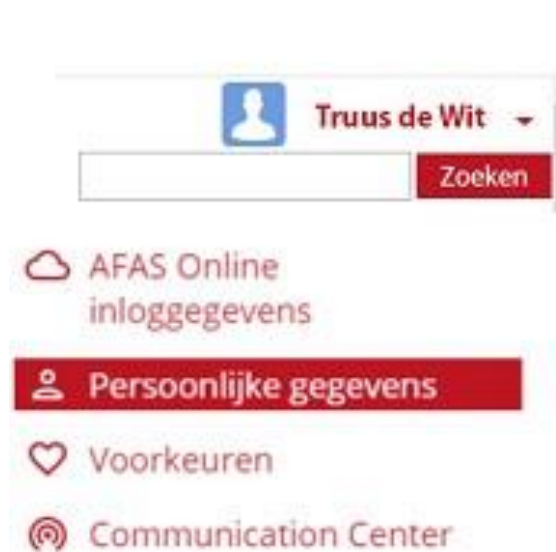 Truus de Wit
Zoeken
AFAS Online
inloggegevens
Persoonlijke gegevens
Voorkeuren
Communication Center